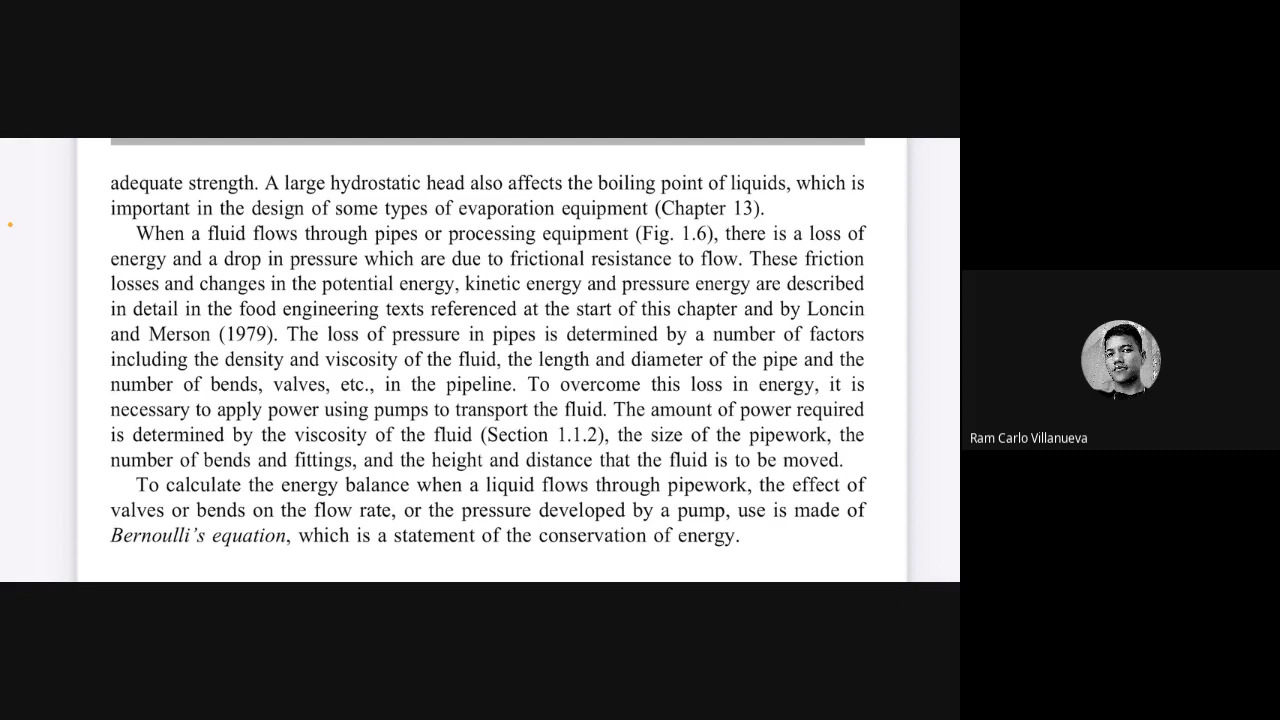 adequate strength. A large hydrostatic head also affects the boiling point of liquids, which is
important in the design of some types of evaporation equipment (Chapter 13).
When a fluid flows through pipes or processing equipment (Fig. 1.6), there is a loss of
energy and a drop in pressure which are due to frictional resistance to flow. These friction
losses and changes in the potential energy, kinetic energy and pressure energy are described
in detail in the food engineering texts referenced at the start of this chapter and by Loncin
and Merson (1979). The loss of pressure in pipes is determined by a number of factors
including the density and viscosity of the fluid, the length and diameter of the pipe and the
number of bends, valves, etc., in the pipeline. To overcome this loss in energy, it is
necessary to apply power using pumps to transport the fluid. The amount of power required
is determined by the viscosity of the fluid (Section 1.1.2), the size of the pipework, the
number of bends and fittings, and the height and distance that the fluid is to be moved.
To calculate the energy balance when a liquid flows through pipework, the effect of
valves or bends on the flow rate, or the pressure developed by a pump, use is made of
Bernoulli's equation, which is a statement of the conservation of energy.
Ram Carlo Villanueva